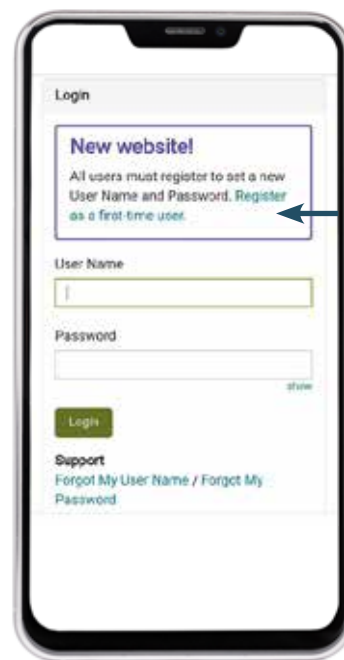 Login
New website!
All users must register to set a new
User Name and Password. Register
as a first-time user.
User Name
Password
show
Login
Support
Forgot My User Name / Forgot My
Password